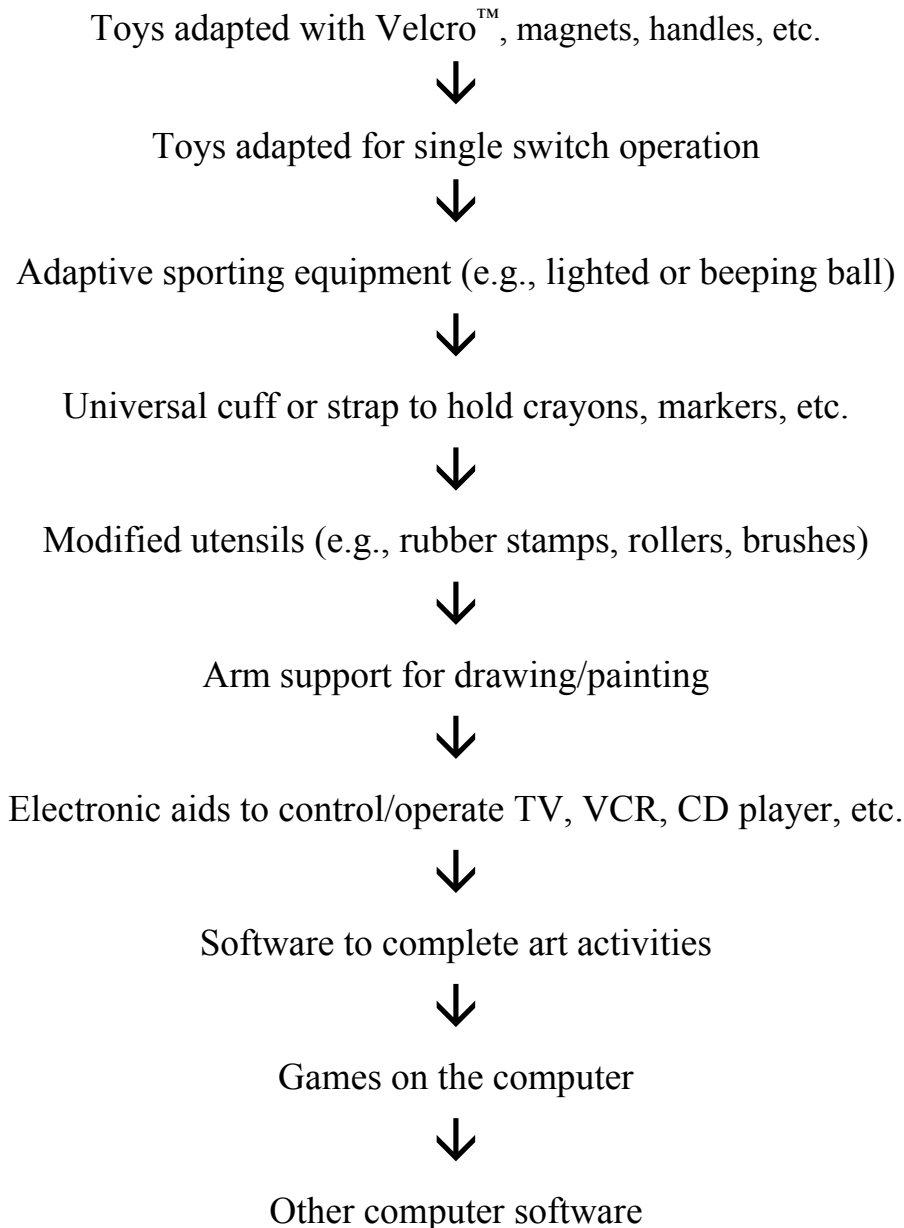 Toys adapted with Velcro™, magnets, handles, etc.
Toys adapted for single switch operation
Adaptive sporting equipment (e.g., lighted or beeping ball)
Universal cuff or strap to hold crayons, markers, etc.
Modified utensils (e.g., rubber stamps, rollers, brushes)
Arm support for drawing/painting
Electronic aids to control/operate TV, VCR, CD player, etc.
Software to complete art activities
Games on the computer
Other computer software